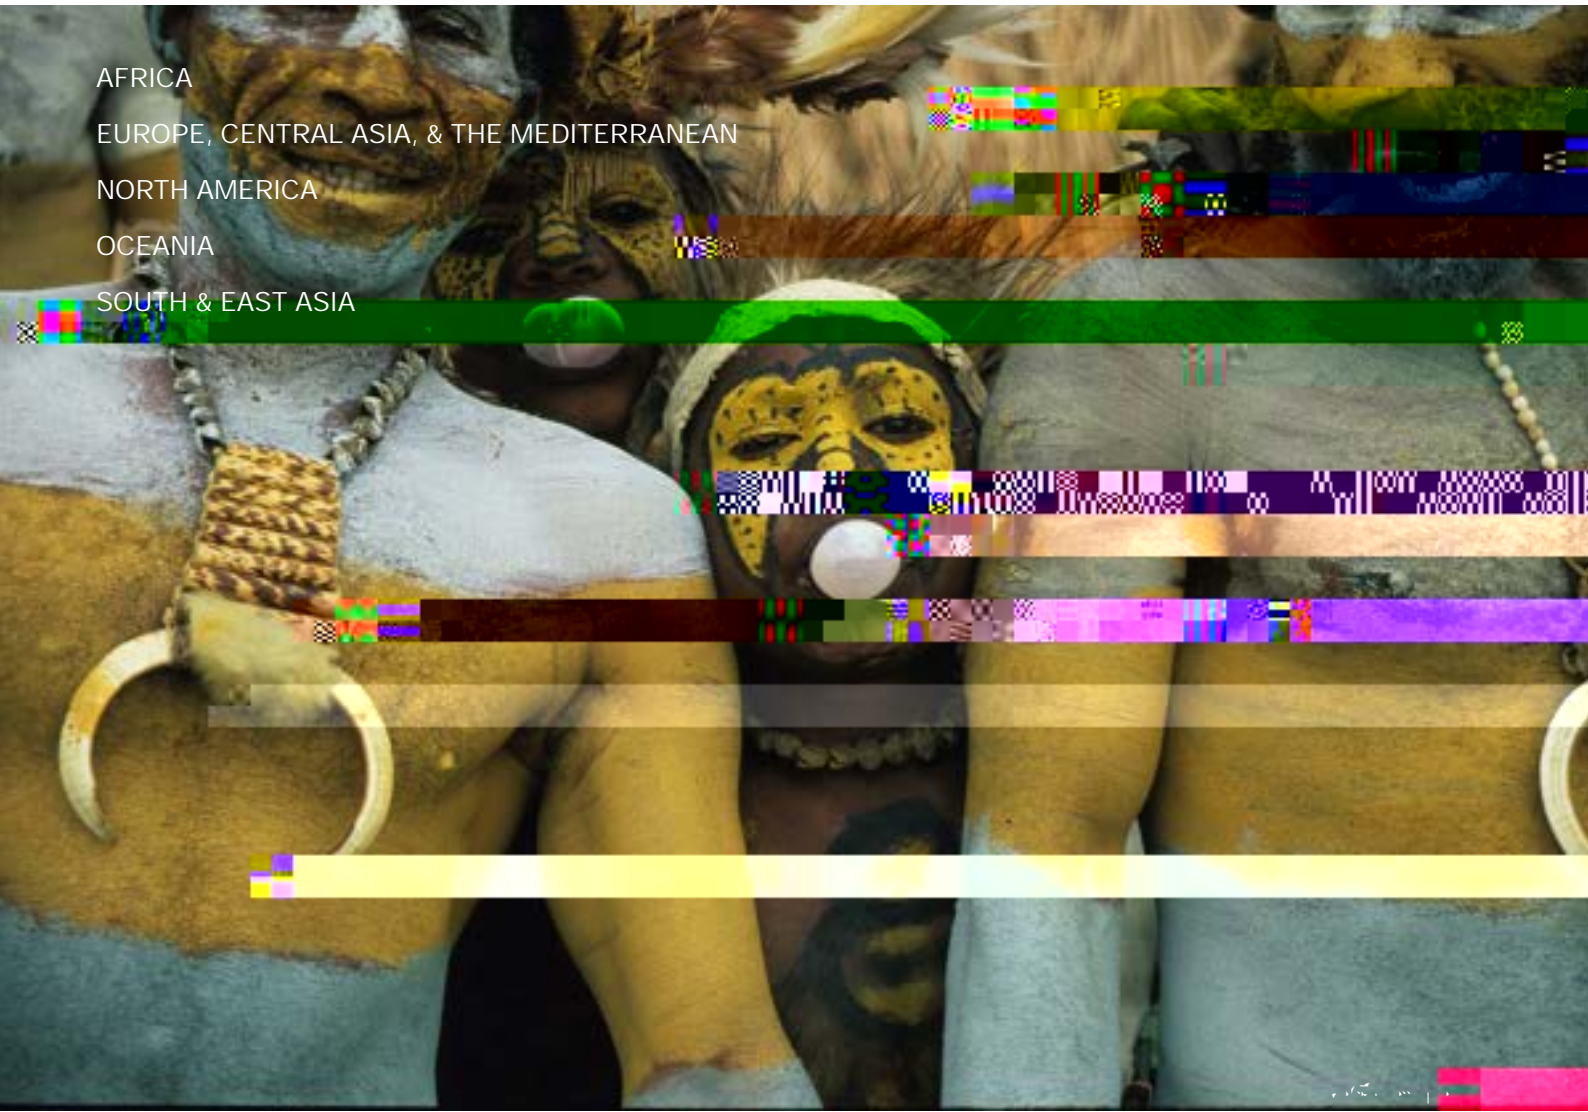 AFRICA
EUROPE, CENTRAL ASIA, & THE MEDITERRANEAN
NORTH AMERICA
OCEANIA
SOUTH & EAST ASIA